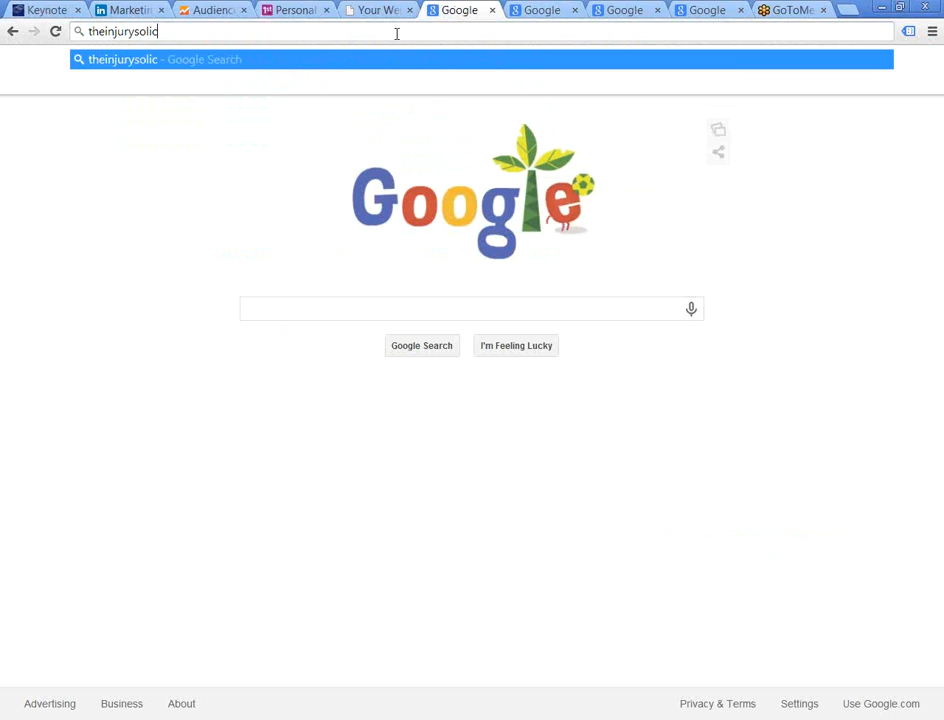 Keynote
Marketin
Audience
Personal
Your We
Google
Google
Google
Google
GoToMe
theinjurysolic
theinjurysolic - Google Search
Google
Google Search
I'm Feeling Lucky
Advertising
Business
About
Privacy & Terms
Settings
Use Google.com